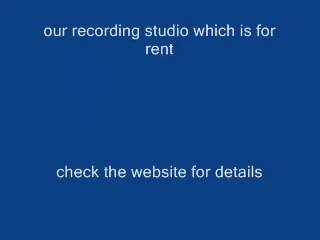 our recording studio which is for
rent
check the website for details